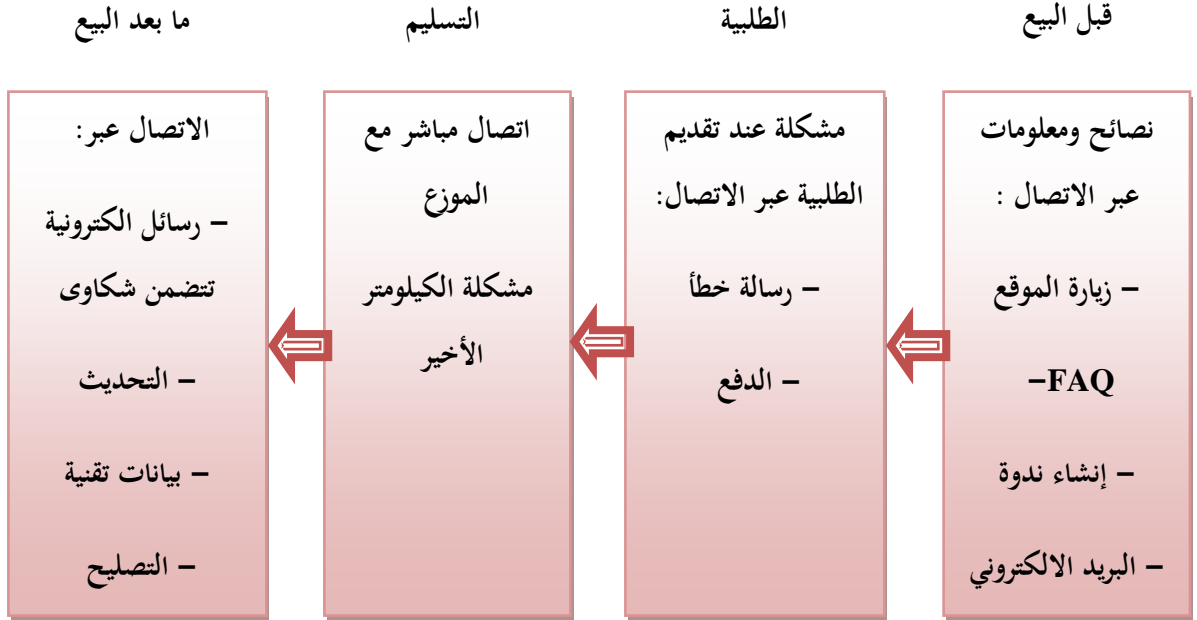 قبل البيع
الطلبية
التسليم
ما بعد البيع
نصائح ومعلومات
عبر الاتصال :
– زيارة الموقع
–FAQ
– إنشاء ندوة
– البريد الالكتروني
مشكلة عند تقديم
الطلبية عبر الاتصال:
– رسالة خطأ
– الدفع
اتصال مباشر مع
الموزع
مشكلة الكيلومتر
الأخير
الاتصال عبر:
– رسائل الكترونية
تتضمن شكاوى
– التحديث
– بيانات تقنية
– التصليح